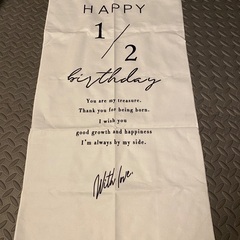 HAPPY
1/2
birthday
You are my treasure.
Thank you for being born.
I wish you
good growth and happiness
I'm always by my side.
With love.